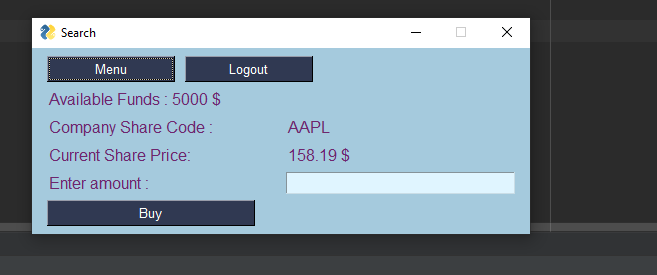 Search
Menu Logout
Available Funds : 5000 $
Company Share Code : AAPL
Current Share Price: 158.19 $
Enter amount :
Buy